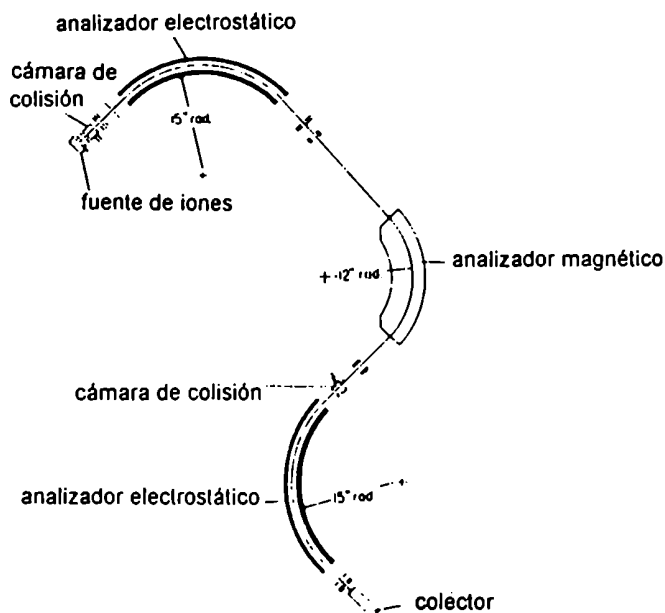 analizador electrostático
cámara de
colisión
15" rad.
fuente de iones
12" rad.
analizador magnético
cámara de colisión
analizador electrostático
15" rad
colector